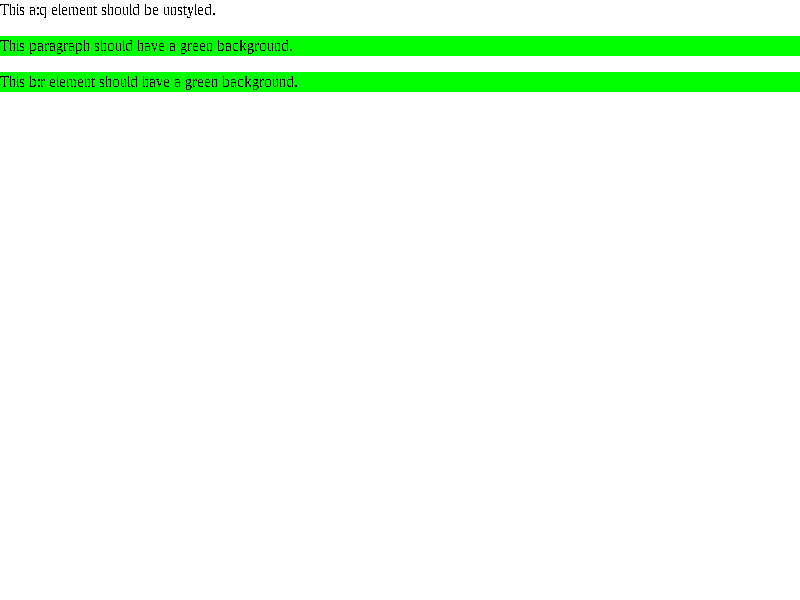 This a:q element should be unstyled.
This paragraph should have a green background.
This b:r element should have a green background.